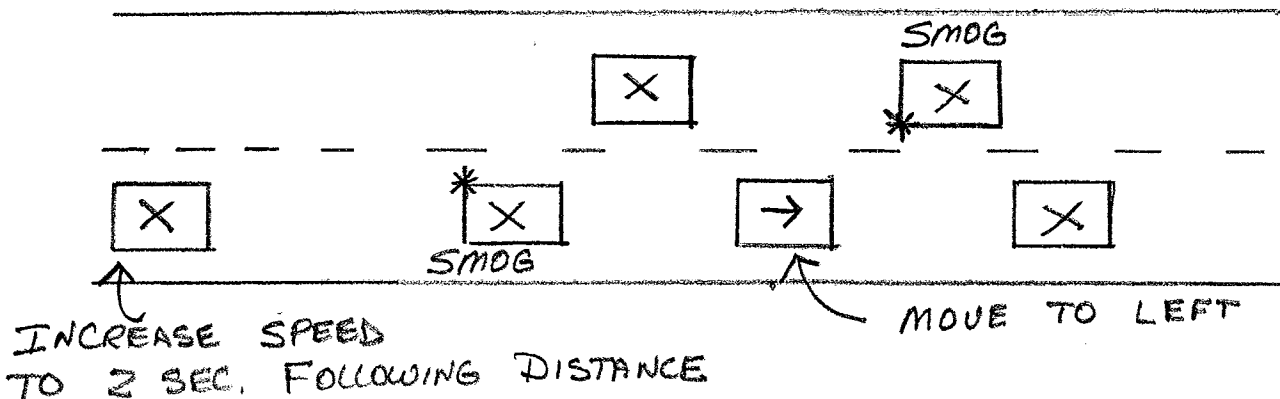 SMOG
SMOG
MOVE TO LEFT
INCREASE SPEED
TO 2 SEC. FOLLOWING DISTANCE